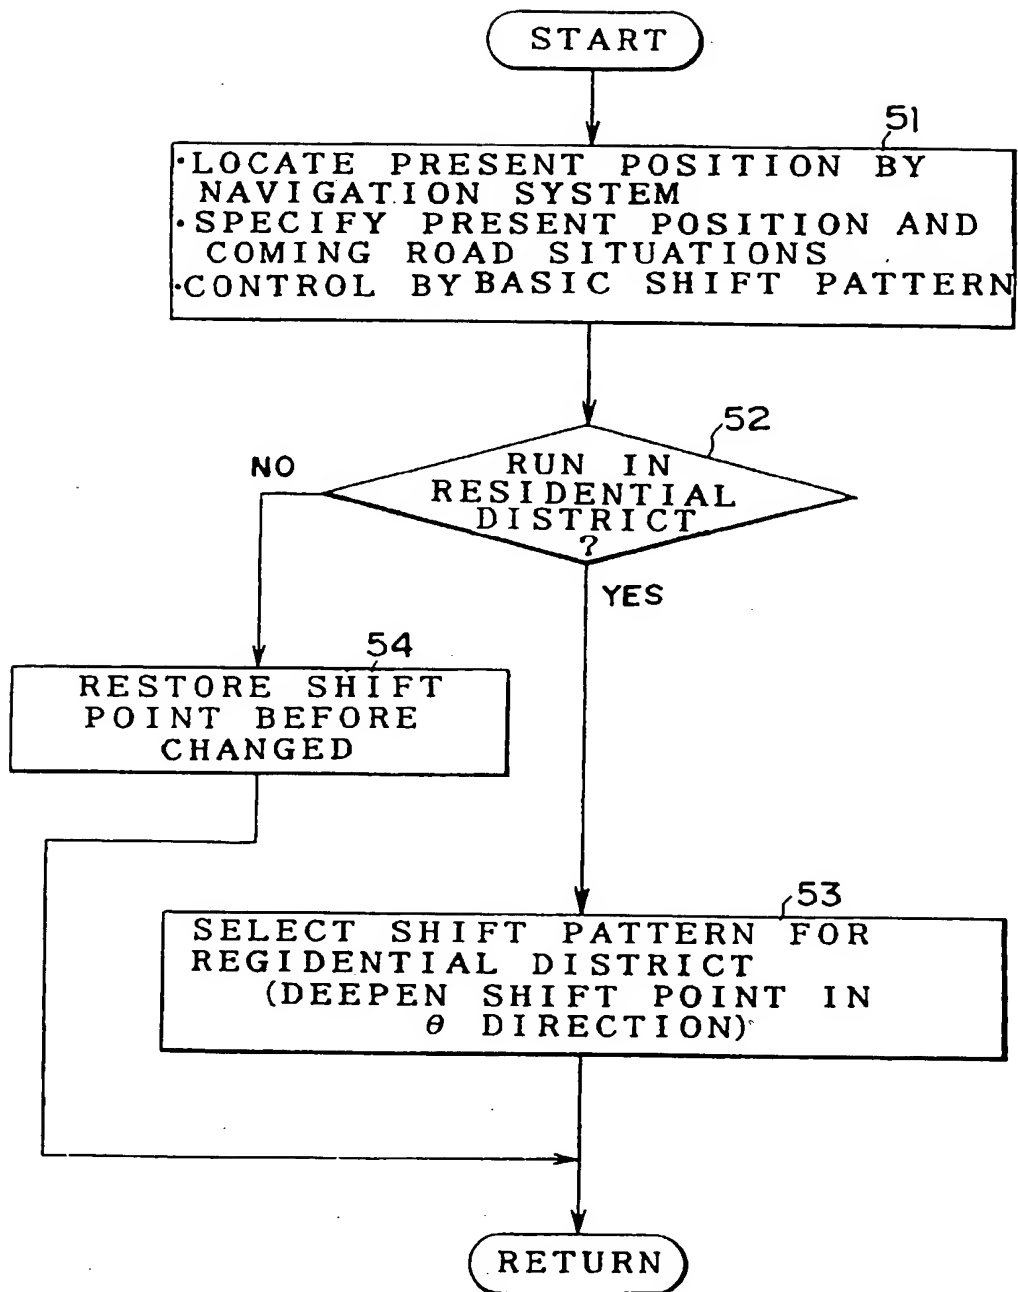 START
51
·LOCATE PRESENT POSITION BY
NAVIGATION SYSTEM
·SPECIFY PRESENT POSITION AND
COMING ROAD SITUATIONS
·CONTROL BY BASIC SHIFT PATTERN
52
RUN IN
RESIDENTIAL
DISTRICT
?
NO
YES
54
RESTORE SHIFT
POINT BEFORE
CHANGED
53
SELECT SHIFT PATTERN FOR
REGIDENTIAL DISTRICT
(DEEPEN SHIFT POINT IN
θ DIRECTION)
RETURN